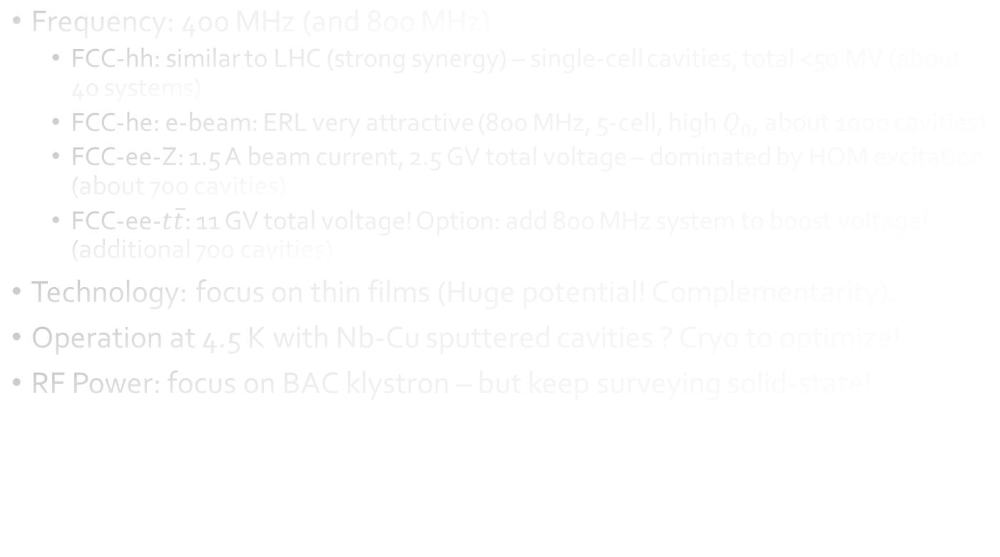 • Frequency: 400 MHz (and 800 MHz)
• FCC-hh: similar to LHC (strong synergy) – single-cell cavities, total <50 MV (about
40 systems)
• FCC-he: e-beam: ERL very attractive (800 MHz, 5-cell, high Q₀, about 1000 cavities)
• FCC-ee-Z: 1.5 A beam current, 2.5 GV total voltage – dominated by HOM excitation
(about 700 cavities)
• FCC-ee-tt̄: 11 GV total voltage! Option: add 800 MHz system to boost voltage!
(additional 700 cavities)
• Technology: focus on thin films (Huge potential! Complementarity).
• Operation at 4.5 K with Nb-Cu sputtered cavities ? Cryo to optimize!
• RF Power: focus on BAC klystron – but keep surveying solid-state!